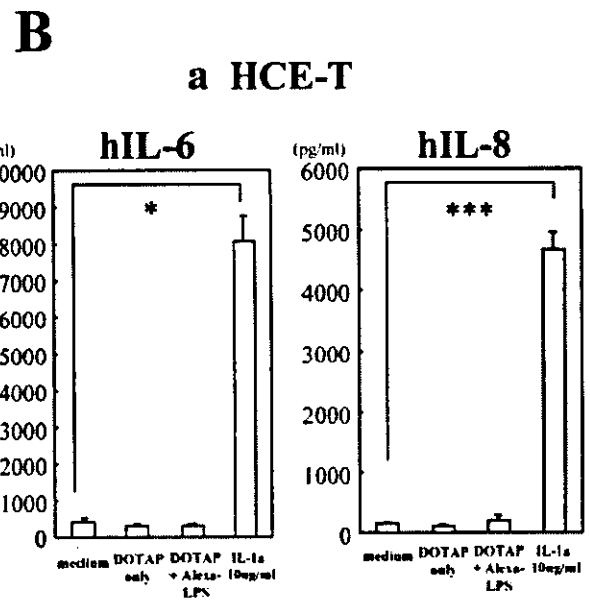 B
a HCE-T
hIL-6
hIL-8
(pg/ml)
*
***
9000
8000
7000
6000
5000
4000
3000
2000
1000
0
6000
5000
4000
3000
2000
1000
0
medium
DOTAP
only
DOTAP
+ Alexa-
LPS
IL-1a
10ng/ml
medium
DOTAP
only
DOTAP
+ Alexa-
LPS
IL-1a
10ng/ml